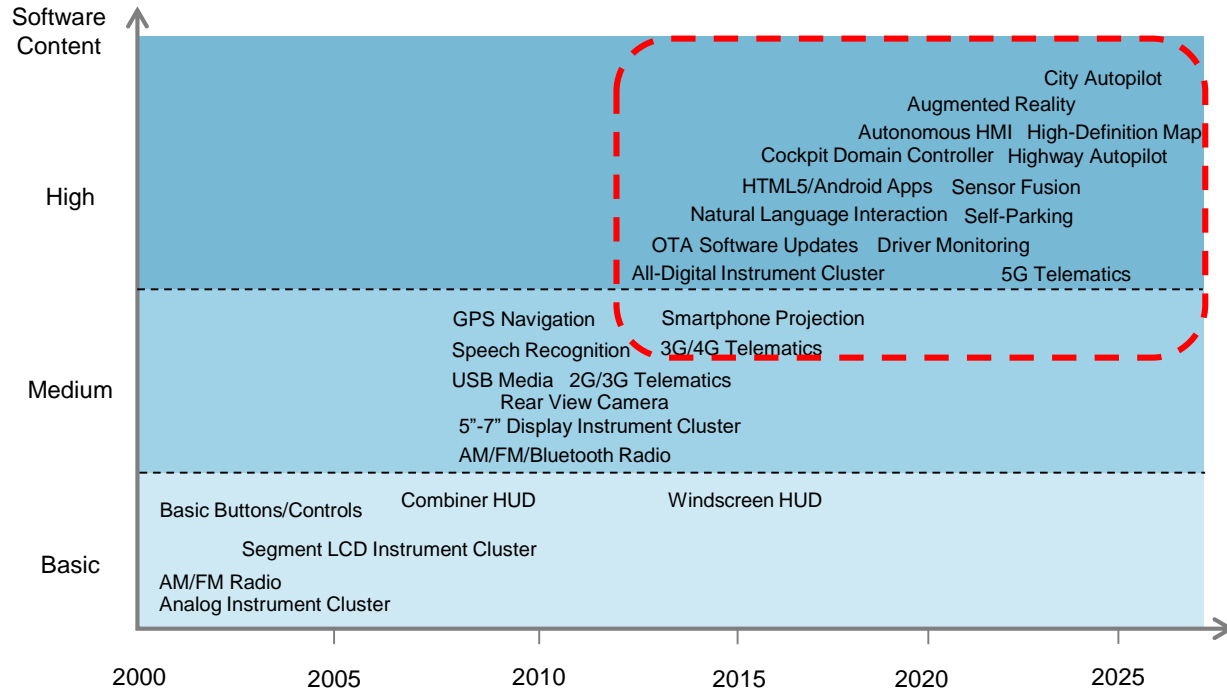 Software
Content
City Autopilot
Augmented Reality
Autonomous HMI High-Definition Map
Cockpit Domain Controller Highway Autopilot
HTML5/Android Apps Sensor Fusion
High
Natural Language Interaction Self-Parking
OTA Software Updates Driver Monitoring
All-Digital Instrument Cluster 5G Telematics
GPS Navigation Smartphone Projection
Speech Recognition 3G/4G Telematics
USB Media 2G/3G Telematics
Medium
Rear View Camera
5”-7” Display Instrument Cluster
AM/FM/Bluetooth Radio
Basic Buttons/Controls Combiner HUD Windscreen HUD
Segment LCD Instrument Cluster
Basic
AM/FM Radio
Analog Instrument Cluster
2000 2005 2010 2015 2020 2025